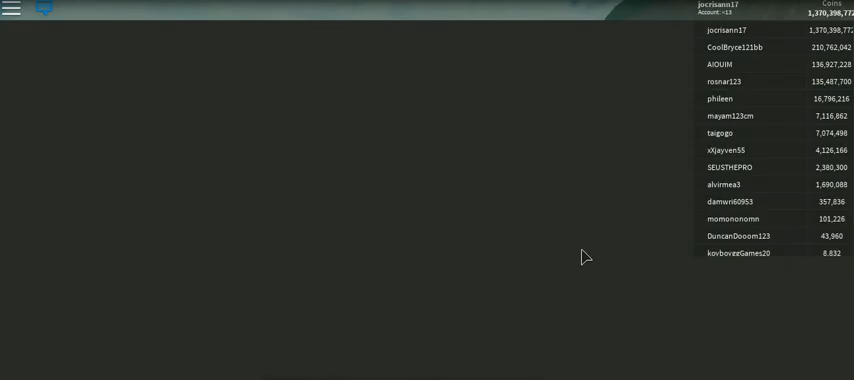 jocrisann17 Coins
Account: <13 1,370,398,772
jocrisann17 1,370,398,772
CoolBryce121bb 210,762,042
AIOUIM 136,927,228
rosnar123 135,487,700
phileen 16,796,216
mayam123cm 7,116,862
taigogo 7,074,498
xXjayven55 4,126,166
SEUSTHEPRO 2,380,300
alvirmea3 1,690,088
damwri60953 357,836
momononomn 101,226
DuncanDooom123 43,960
koyboyggGames20 8,832